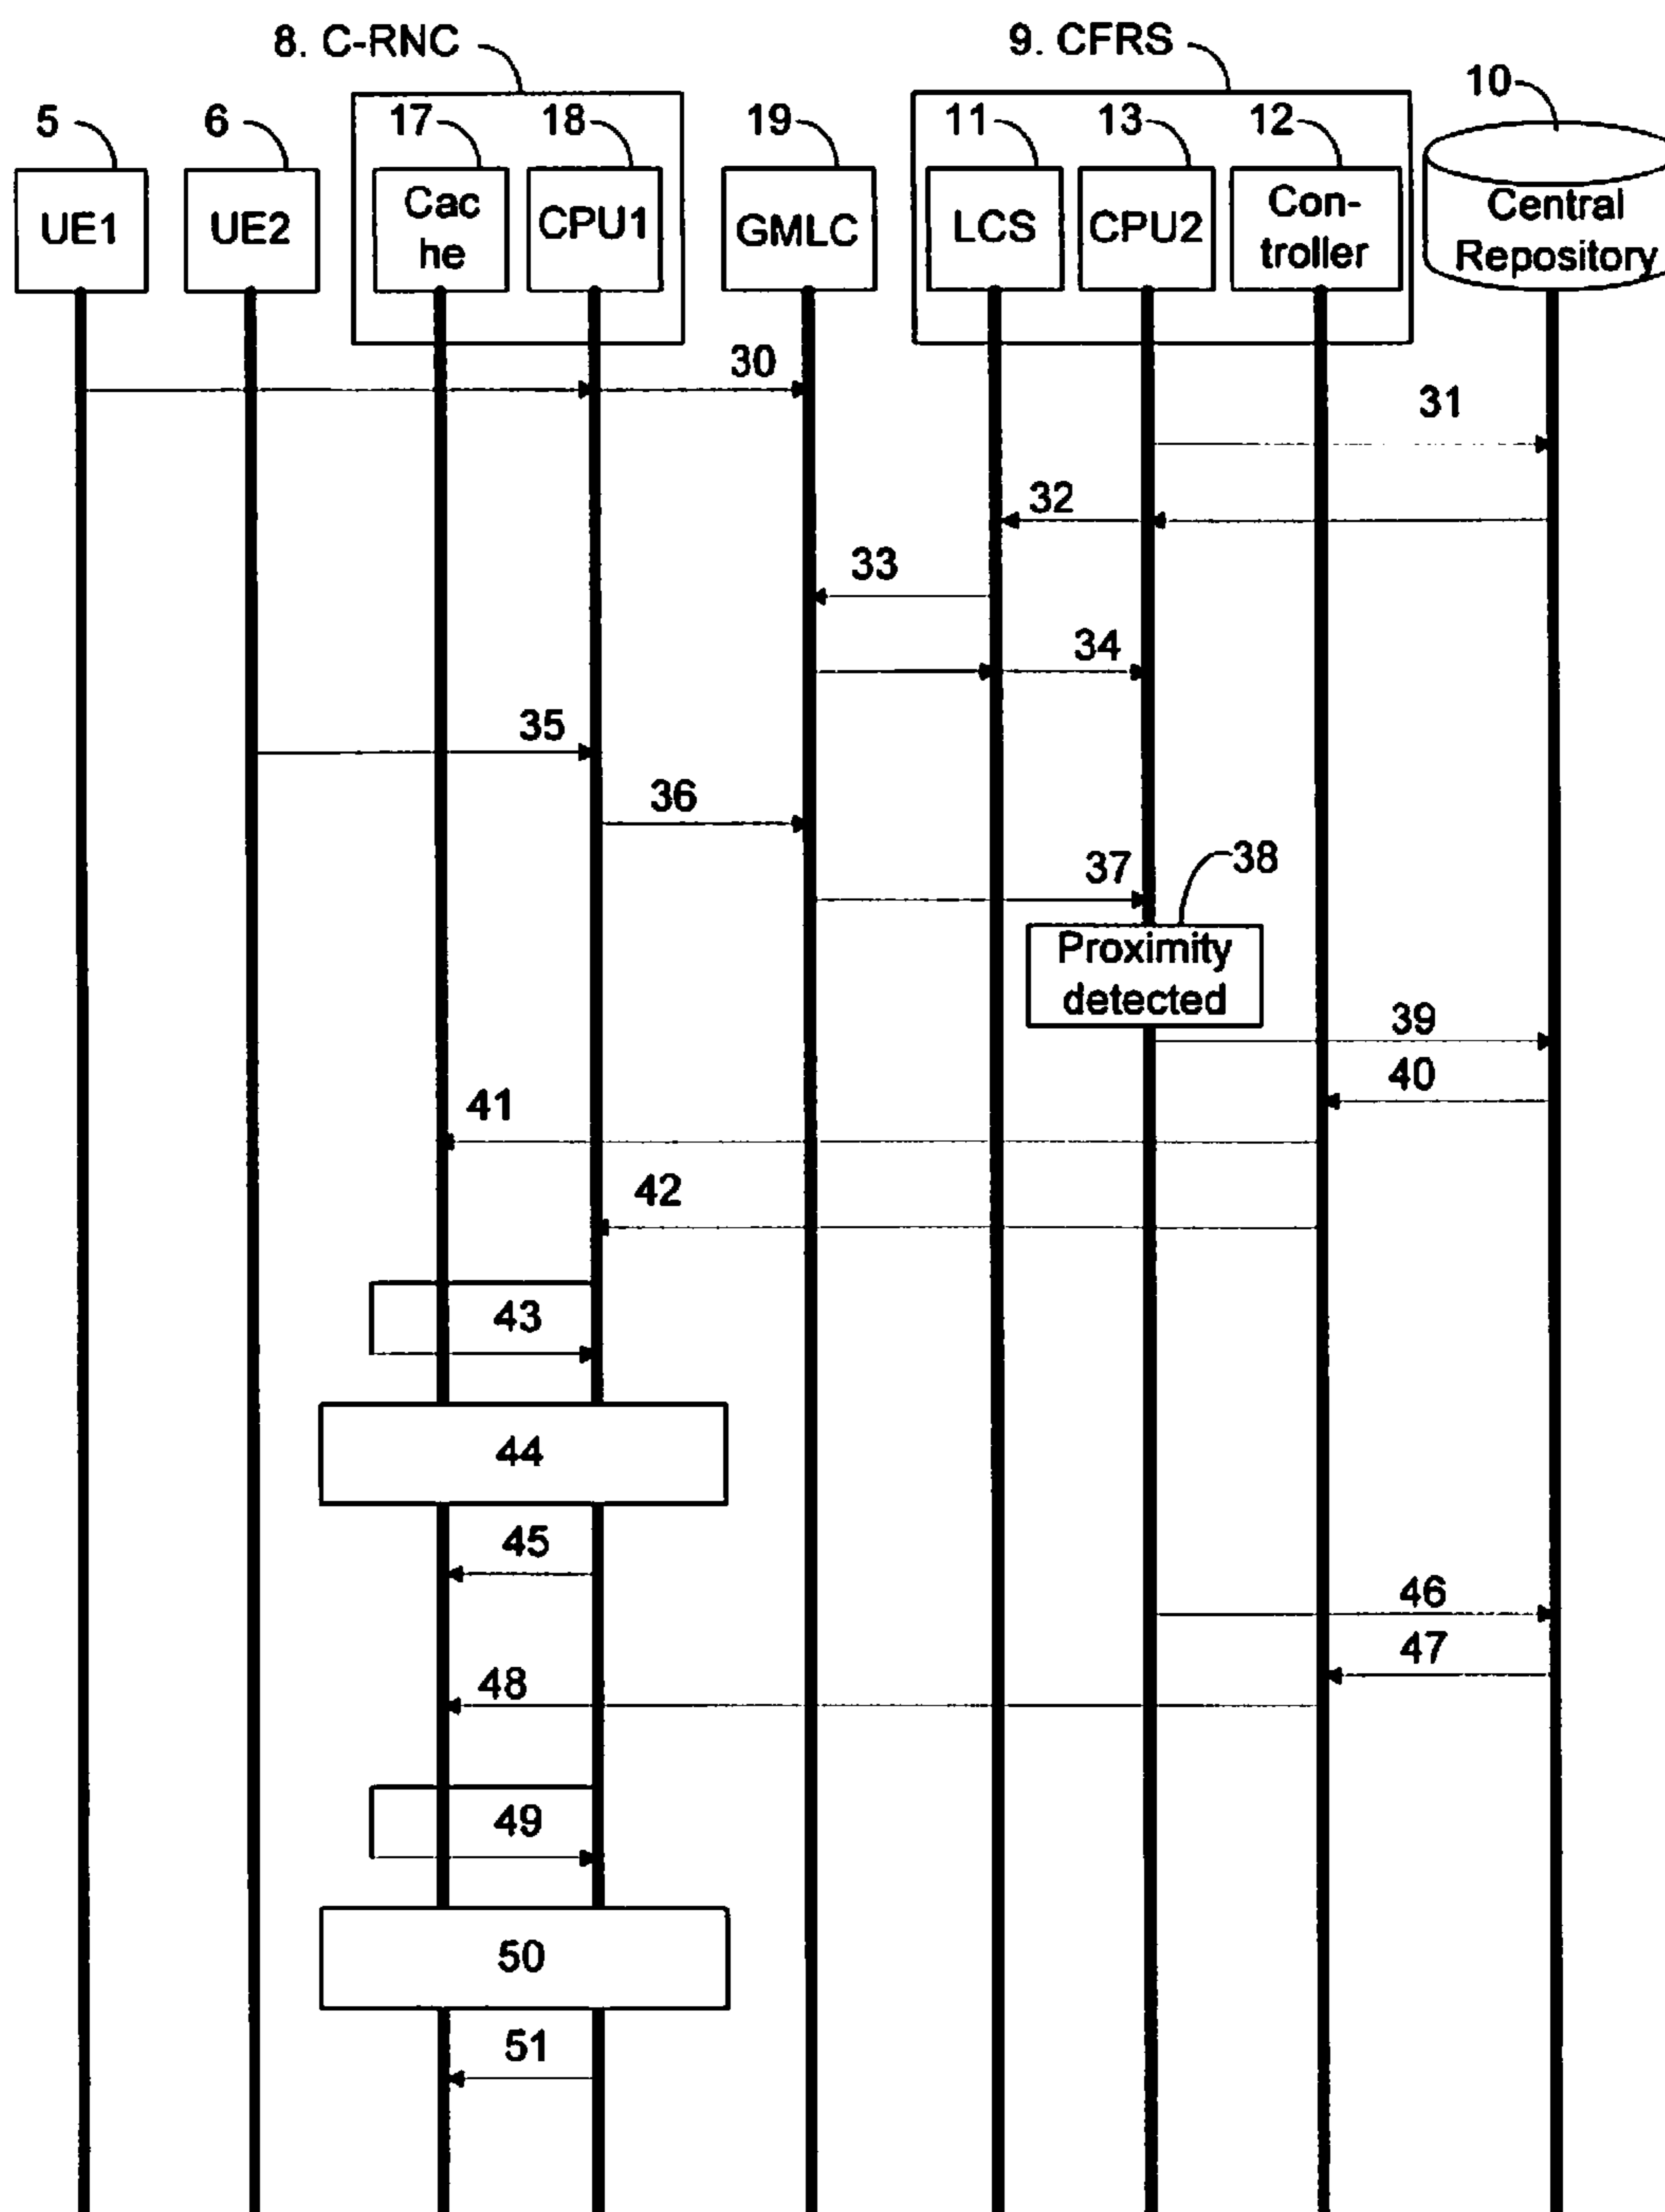 8. C-RNC
9. CFRS
10
5
6
17
18
19
11
13
12
UE1
UE2
Cac
he
CPU1
GMLC
LCS
CPU2
Con-
troller
Central
Repository
30
31
32
33
34
35
36
37
38
Proximity
detected
39
40
41
42
43
44
45
46
47
48
49
50
51